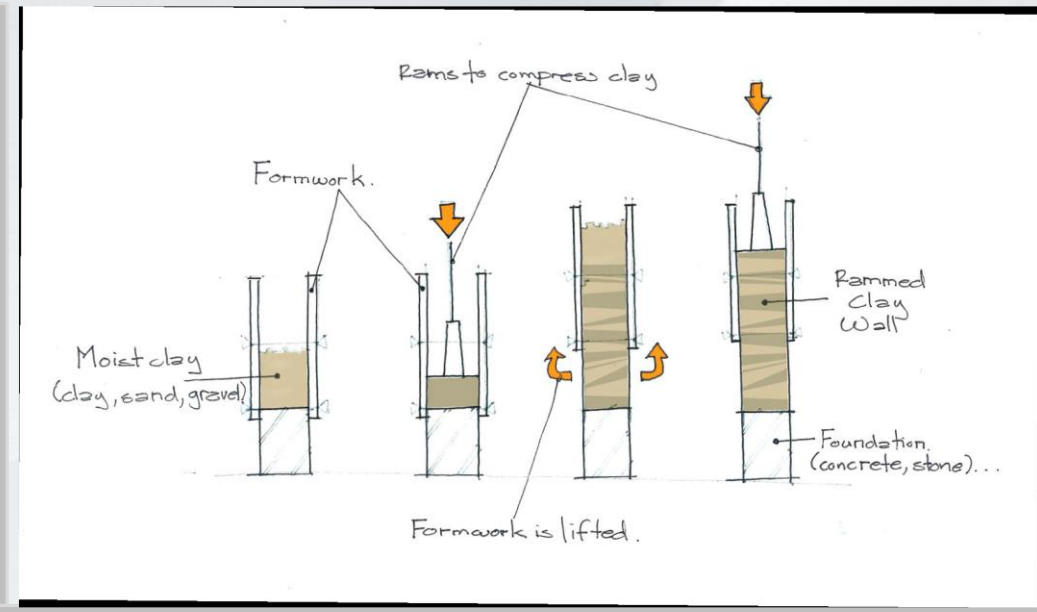 Rams to compress clay
Formwork.
Rammed
Clay
Wall
Moist clay
(clay, sand, gravel)
Foundation.
(concrete, stone)...
Formwork is lifted.